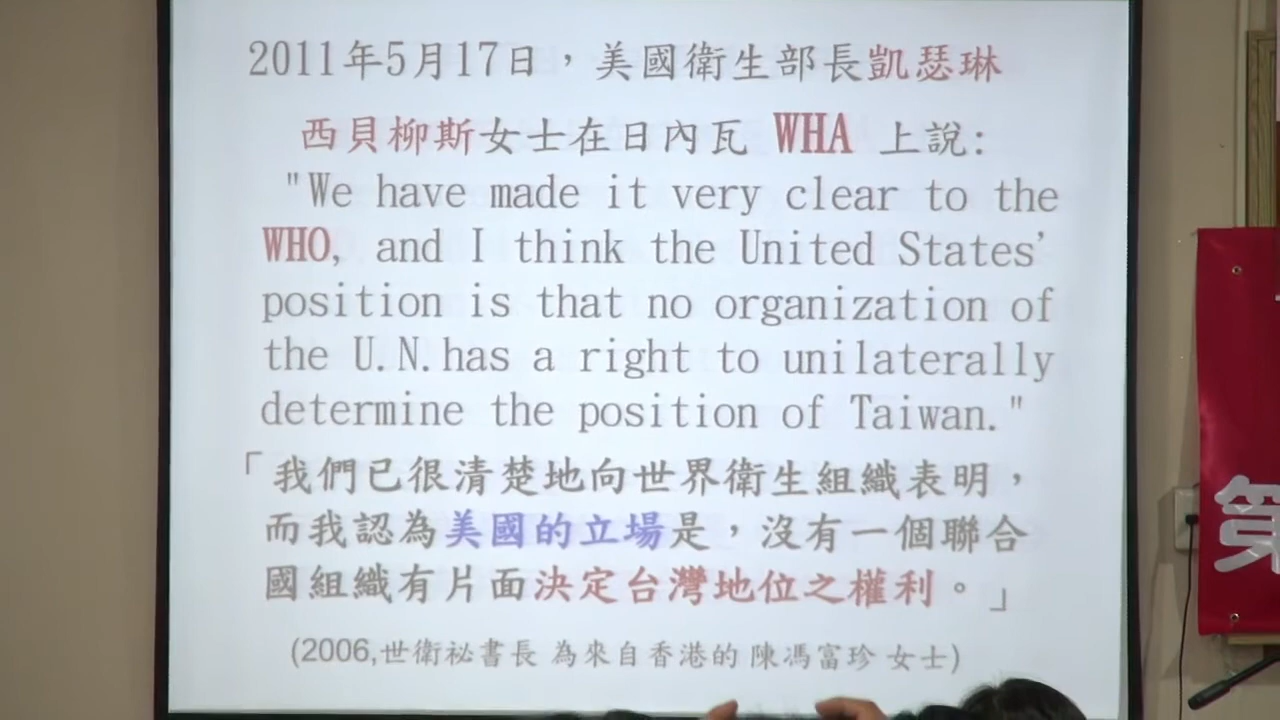 2011年5月17日，美國衛生部長凱瑟琳
西貝柳斯女士在日內瓦 WHA 上說:
"We have made it very clear to the
WHO, and I think the United States'
position is that no organization of
the U.N.has a right to unilaterally
determine the position of Taiwan."
「我們已很清楚地向世界衛生組織表明，
而我認為美國的立場是，沒有一個聯合
國組織有片面決定台灣地位之權利。」
(2006,世衛祕書長 為來自香港的 陳馮富珍 女士)
第